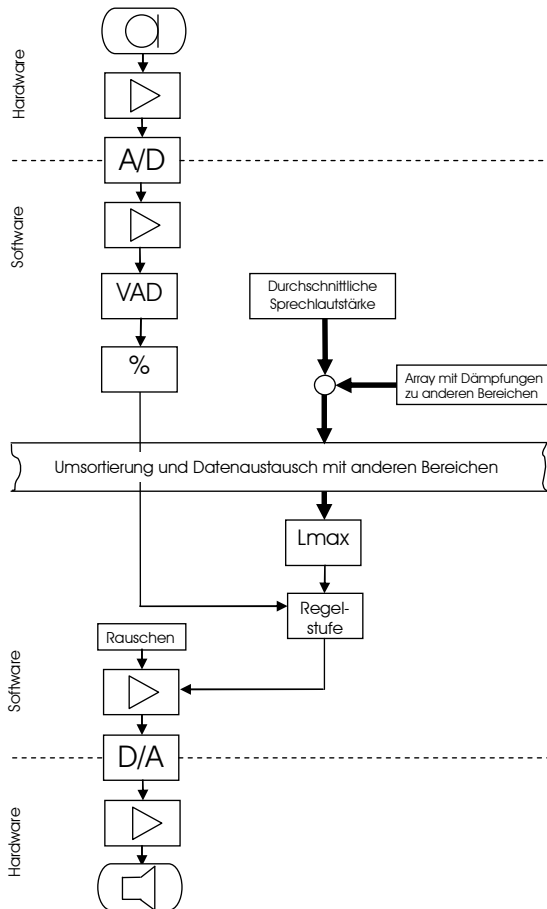 Hardware
A/D
Software
VAD
Durchschnittliche
Sprechlautstärke
%
Array mit Dämpfungen
zu anderen Bereichen
Umsortierung und Datenaustausch mit anderen Bereichen
Lmax
Regel-
stufe
Rauschen
Software
D/A
Hardware